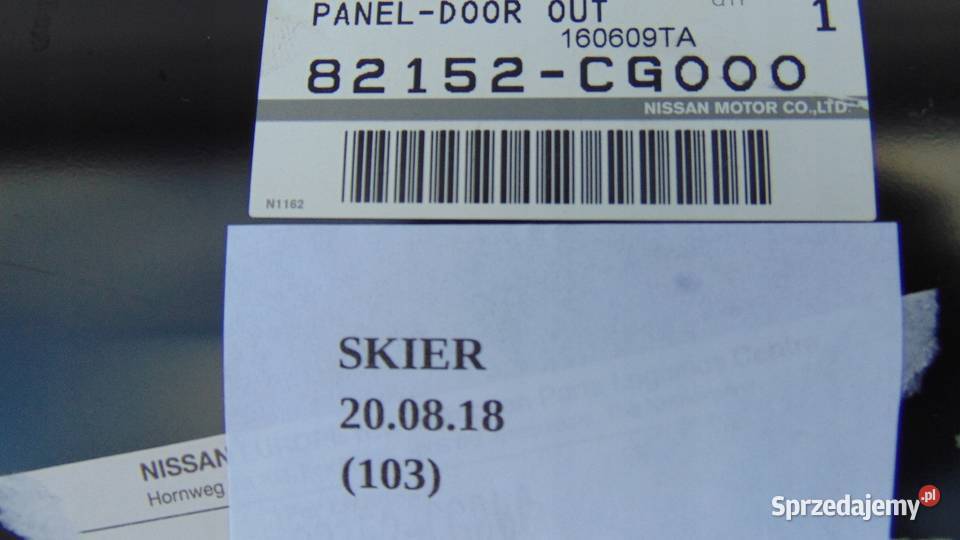 PANEL-DOOR OUT
QTY
1
160609TA
82152-CG000
NISSAN MOTOR CO.,LTD.
N1162
SKIER
20.08.18
(103)
NISSAN
Hornweg
Sprzedajemy.pl